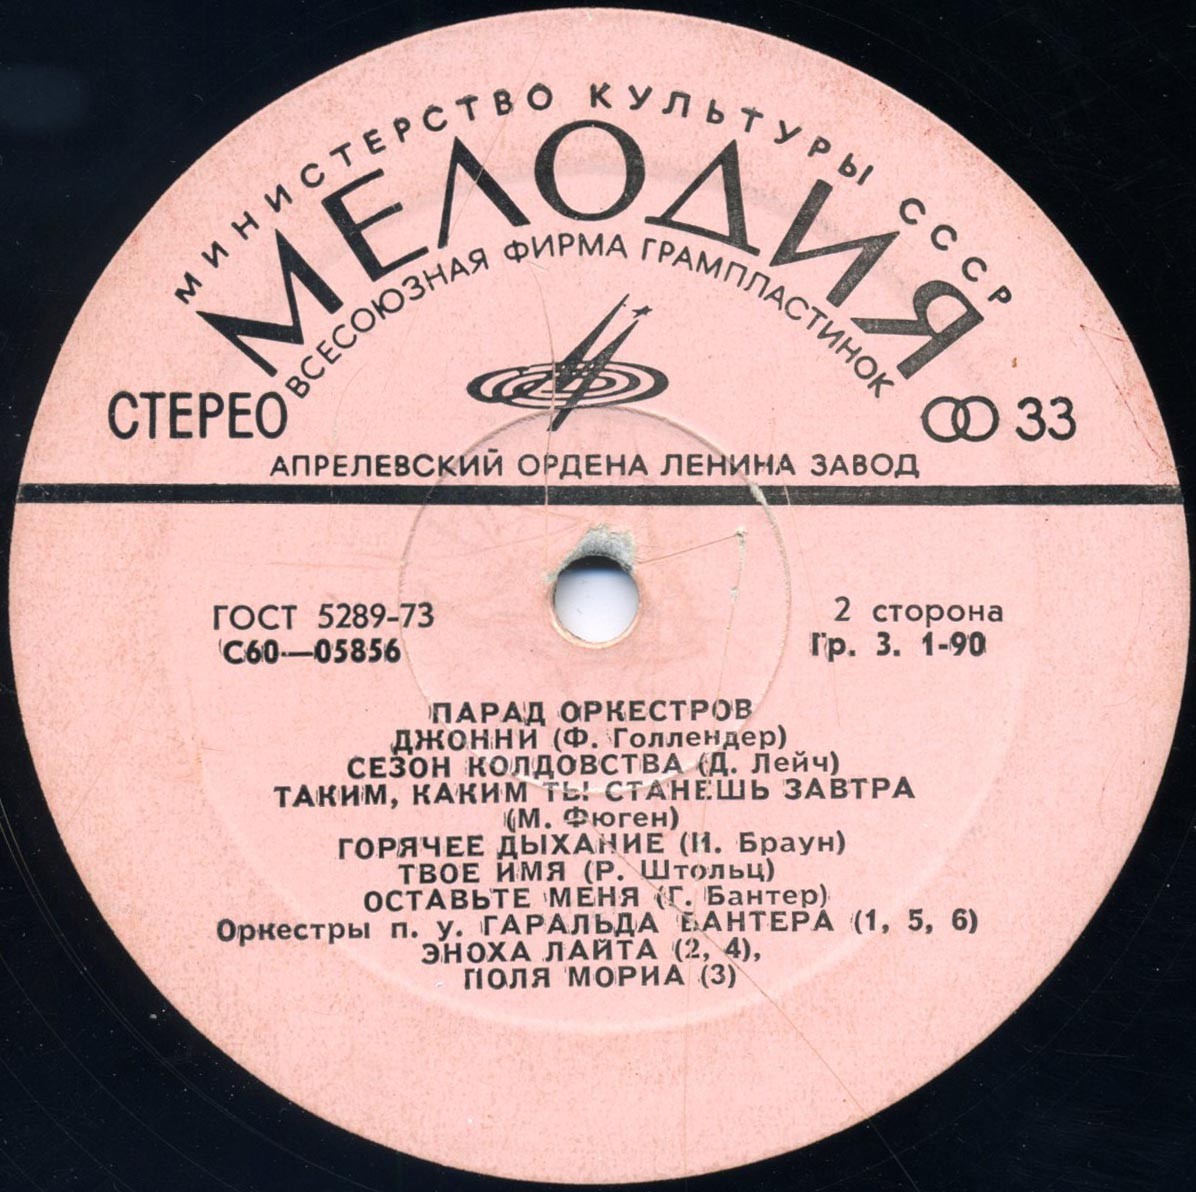 МИНИСТЕРСТВО КУЛЬТУРЫ СССР
МЕЛОДИЯ
ВСЕСОЮЗНАЯ ФИРМА ГРАМПЛАСТИНОК
СТЕРЕО
33
АПРЕЛЕВСКИЙ ОРДЕНА ЛЕНИНА ЗАВОД
ГОСТ 5289-73
С60—05856
2 сторона
Гр. 3. 1-90
ПАРАД ОРКЕСТРОВ
ДЖОННИ (Ф. Голлендер)
СЕЗОН КОЛДОВСТВА (Д. Лейч)
ТАКИМ, КАКИМ ТЫ СТАНЕШЬ ЗАВТРА
(М. Фюген)
ГОРЯЧЕЕ ДЫХАНИЕ (И. Браун)
ТВОЕ ИМЯ (Р. Штольц)
ОСТАВЬТЕ МЕНЯ (Г. Бантер)
Оркестры п. у. ГАРАЛЬДА БАНТЕРА (1, 5, 6)
ЭНОХА ЛАЙТА (2, 4),
ПОЛЯ МОРИА (3)